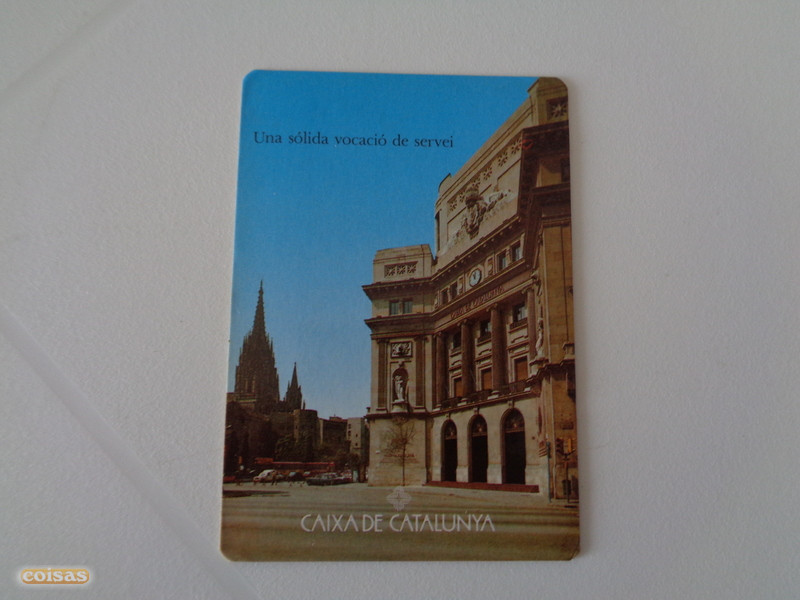 Una sólida vocació de servei
CAIXA DE CATALUNYA
coisas